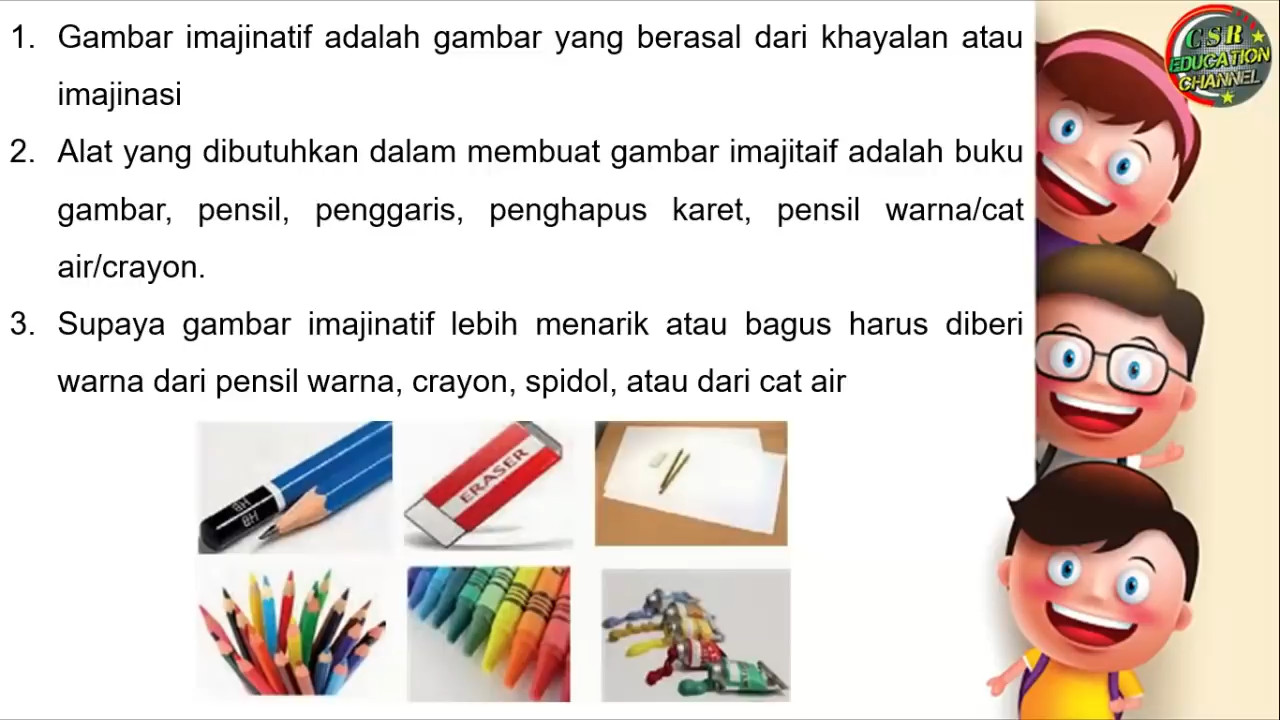 1. Gambar imajinatif adalah gambar yang berasal dari khayalan atau
imajinasi
2. Alat yang dibutuhkan dalam membuat gambar imajitaif adalah buku
gambar, pensil, penggaris, penghapus karet, pensil warna/cat
air/crayon.
3. Supaya gambar imajinatif lebih menarik atau bagus harus diberi
warna dari pensil warna, crayon, spidol, atau dari cat air
CSR
EDUCATION
CHANNEL
HB
HB
ERASER